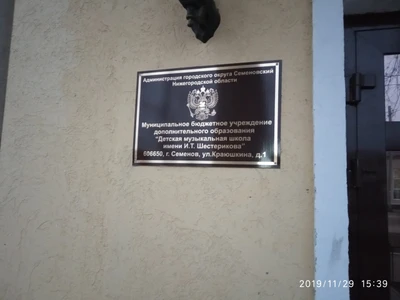 Администрация городского округа Семеновский
Нижегородской области
Муниципальное бюджетное учреждение
дополнительного образования
"Детская музыкальная школа
имени И.Т. Шестерикова"
606650, г. Семенов, ул.Краюшкина, д.1
2019/11/29 15:39